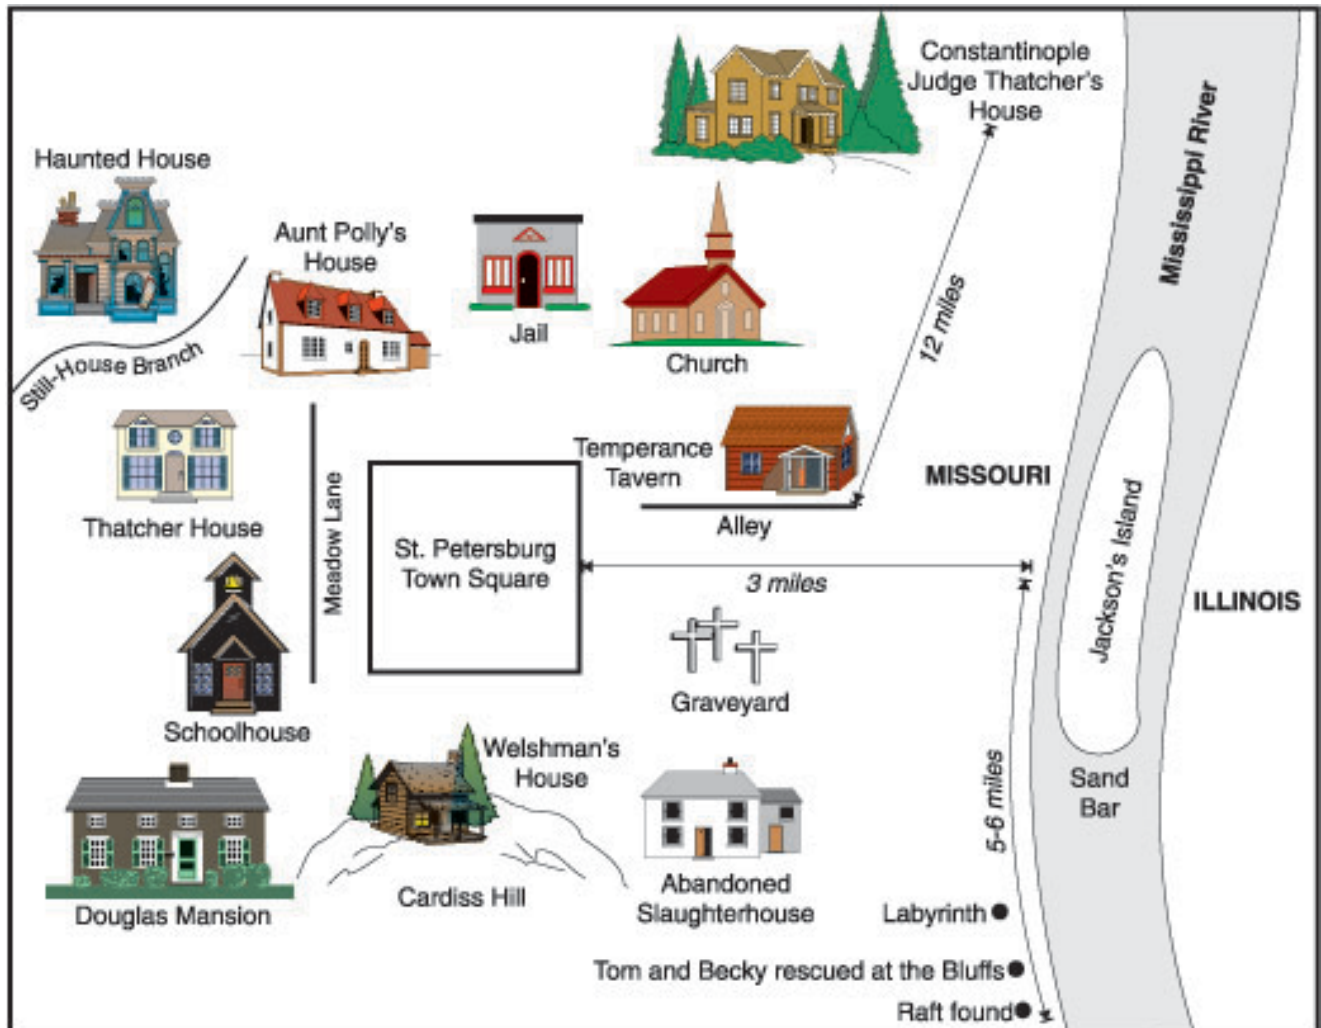 Constantinople
Judge Thatcher's
House
Mississippi River
Haunted House
Aunt Polly's
House
Jail
Church
12 miles
Still-House Branch
Temperance
Tavern
Alley
MISSOURI
Thatcher House
Meadow Lane
St. Petersburg
Town Square
3 miles
Jackson's Island
ILLINOIS
Graveyard
Schoolhouse
Welshman's
House
Sand
Bar
5-6 miles
Cardiss Hill
Abandoned
Slaughterhouse
Douglas Mansion
Labyrinth
Tom and Becky rescued at the Bluffs
Raft found